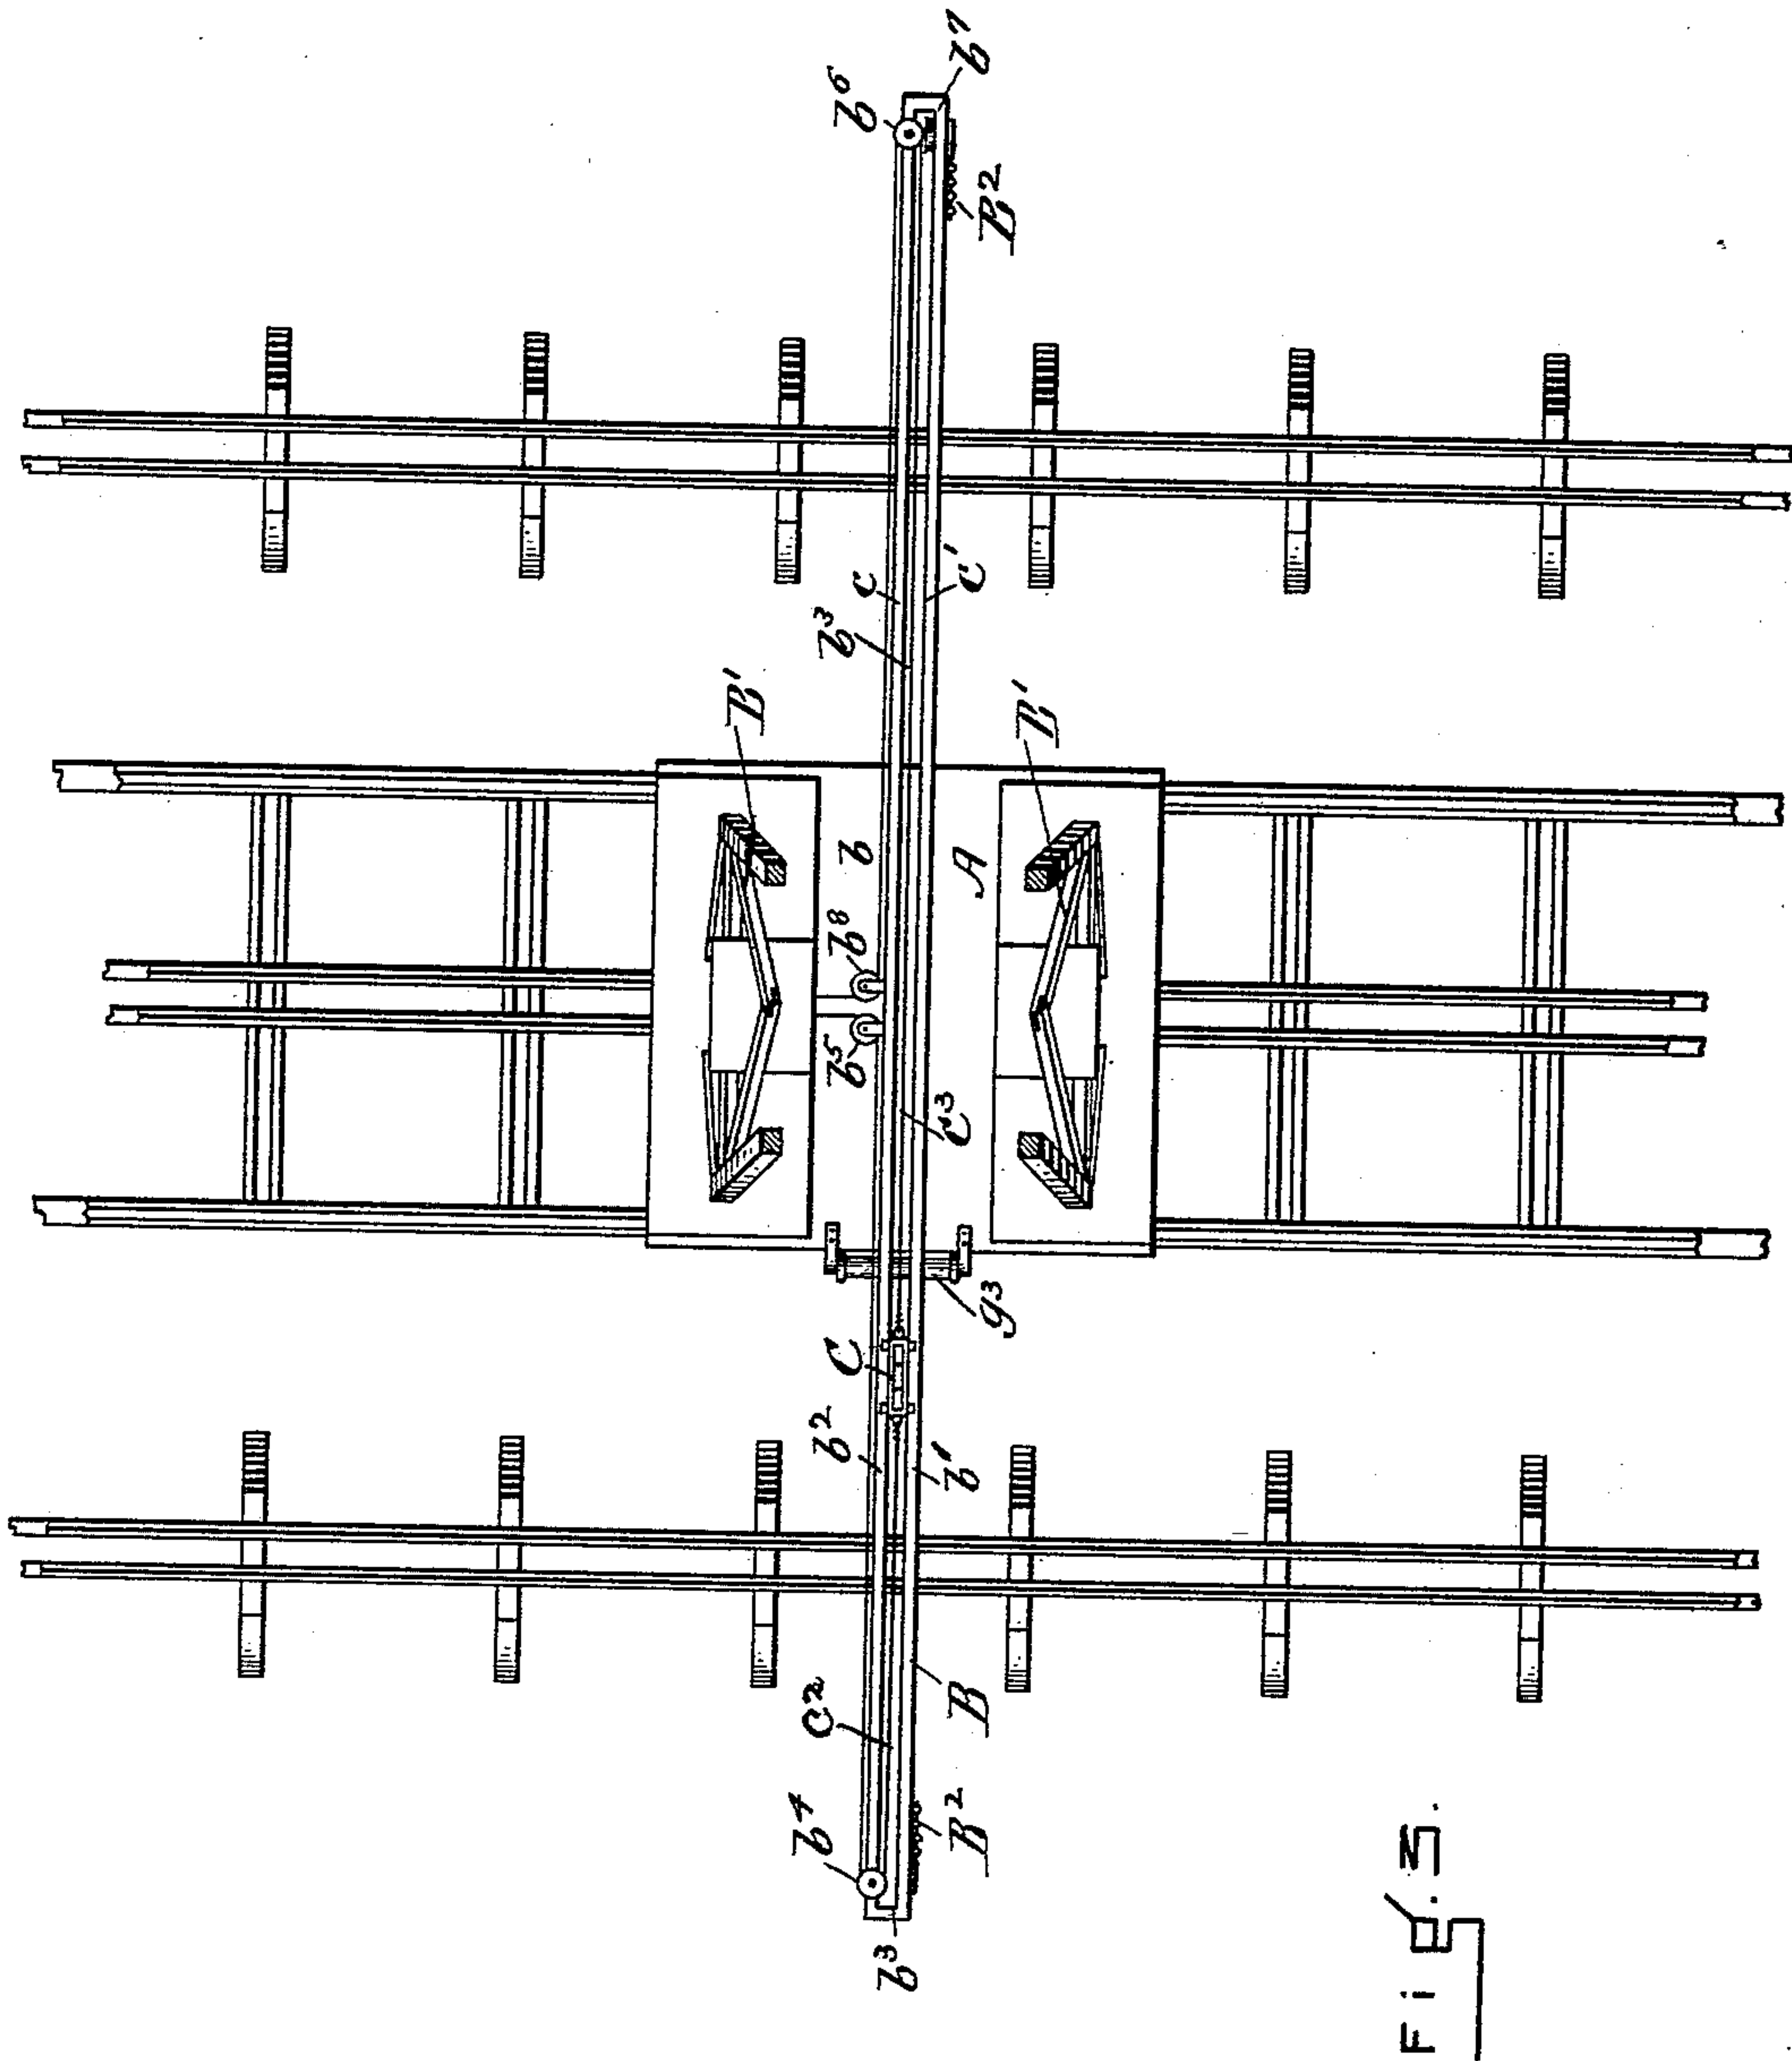 b⁶
b⁷
B²
c
c'
b³
B'
B'
b
A
b⁸
b⁵
c³
g³
C
b²
b'
B
c²
B²
b⁴
b³
Fig. 3.